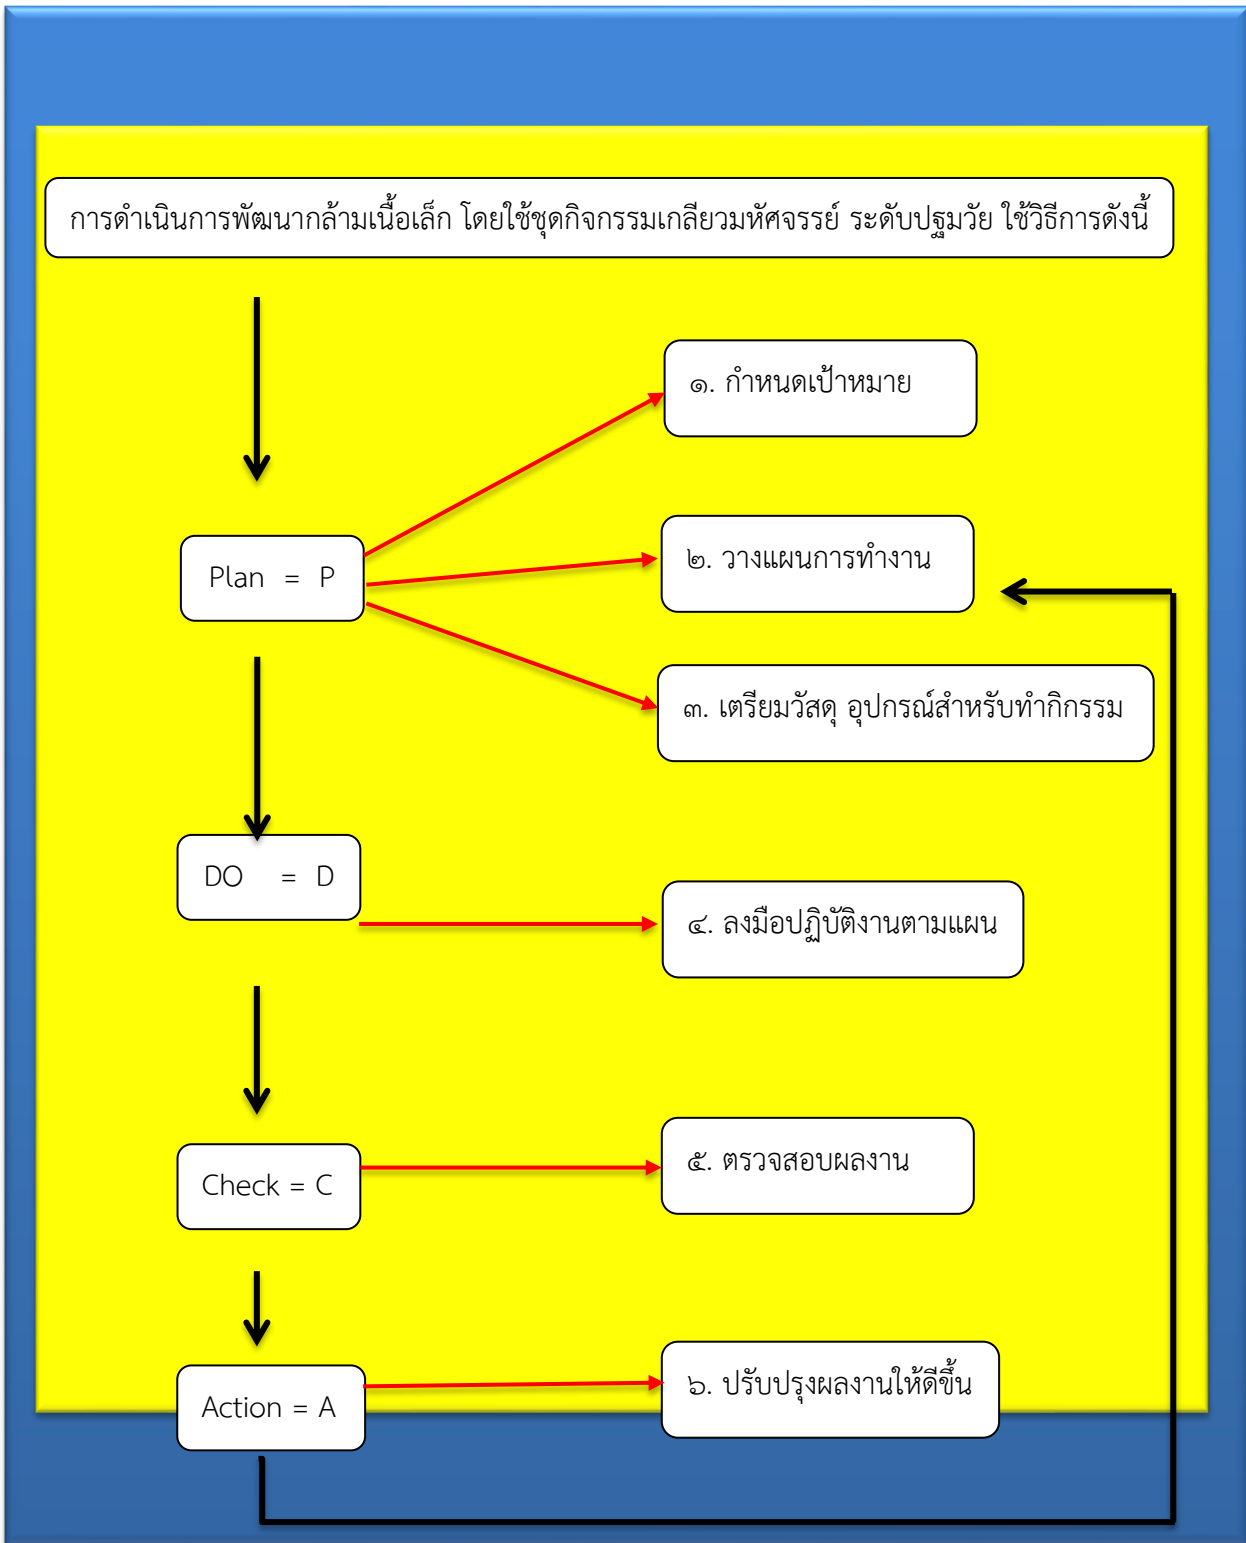 การดำเนินการพัฒนากล้ามเนื้อเล็ก โดยใช้ชุดกิจกรรมเกลียวมหัศจรรย์ ระดับปฐมวัย ใช้วิธีการดังนี้
๑. กำหนดเป้าหมาย
Plan = P
๒. วางแผนการทำงาน
๓. เตรียมวัสดุ อุปกรณ์สำหรับทำกิกรรม
DO = D
๔. ลงมือปฏิบัติงานตามแผน
Check = C
๕. ตรวจสอบผลงาน
Action = A
๖. ปรับปรุงผลงานให้ดีขึ้น